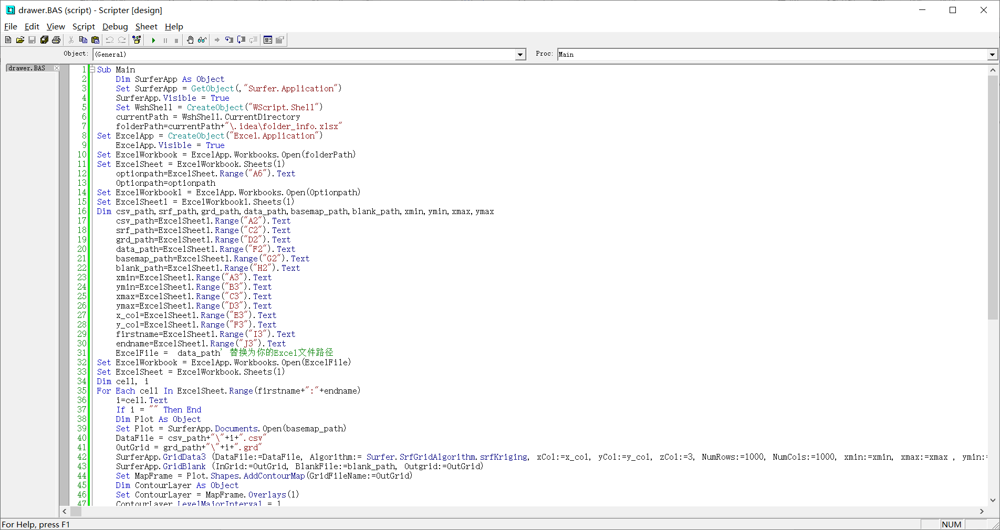 drawer.BAS (script) - Scripter [design]
File Edit View Script Debug Sheet Help
Object: (General) Proc: Main
drawer.BAS
1 Sub Main
2 Dim SurferApp As Object
3 Set SurferApp = GetObject(,"Surfer.Application")
4 SurferApp.Visible = True
5 Set WshShell = CreateObject("WScript.Shell")
6 currentPath = WshShell.CurrentDirectory
7 folderPath=currentPath+"\.idea\folder_info.xlsx"
8 Set ExcelApp = CreateObject("Excel.Application")
9 ExcelApp.Visible = True
10 Set ExcelWorkbook = ExcelApp.Workbooks.Open(folderPath)
11 Set ExcelSheet = ExcelWorkbook.Sheets(1)
12 optionpath=ExcelSheet.Range("A6").Text
13 Optionpath=optionpath
14 Set ExcelWorkbook1 = ExcelApp.Workbooks.Open(Optionpath)
15 Set ExcelSheet1 = ExcelWorkbook1.Sheets(1)
16 Dim csv_path,srf_path,grd_path,data_path,basemap_path,blank_path,xmin,ymin,xmax,ymax
17 csv_path=ExcelSheet1.Range("A2").Text
18 srf_path=ExcelSheet1.Range("C2").Text
19 grd_path=ExcelSheet1.Range("D2").Text
20 data_path=ExcelSheet1.Range("F2").Text
21 basemap_path=ExcelSheet1.Range("G2").Text
22 blank_path=ExcelSheet1.Range("H2").Text
23 xmin=ExcelSheet1.Range("A3").Text
24 ymin=ExcelSheet1.Range("B3").Text
25 xmax=ExcelSheet1.Range("C3").Text
26 ymax=ExcelSheet1.Range("D3").Text
27 x_col=ExcelSheet1.Range("E3").Text
28 y_col=ExcelSheet1.Range("F3").Text
29 firstname=ExcelSheet1.Range("I3").Text
30 endname=ExcelSheet1.Range("J3").Text
31 ExcelFile = data_path' 替换为你的Excel文件路径
32 Set ExcelWorkbook = ExcelApp.Workbooks.Open(ExcelFile)
33 Set ExcelSheet = ExcelWorkbook.Sheets(1)
34 Dim cell, i
35 For Each cell In ExcelSheet.Range(firstname+":"+endname)
36 i=cell.Text
37 If i = "" Then End
38 Dim Plot As Object
39 Set Plot = SurferApp.Documents.Open(basemap_path)
40 DataFile = csv_path+"\"+i+".csv"
41 OutGrid = grd_path+"\"+i+".grd"
42 SurferApp.GridData3 (DataFile:=DataFile, Algorithm:= Surfer.SrfGridAlgorithm.srfKriging, xCol:=x_col, yCol:=y_col, zCol:=3, NumRows:=1000, NumCols:=1000, xmin:=xmin, xmax:=xmax , ymin:=
43 SurferApp.GridBlank (InGrid:=OutGrid, BlankFile:=blank_path, Outgrid:=OutGrid)
44 Set MapFrame = Plot.Shapes.AddContourMap(GridFileName:=OutGrid)
45 Dim ContourLayer As Object
46 Set ContourLayer = MapFrame.Overlays(1)
47 ContourLayer.LevelMajorInterval = 1
For Help, press F1 NUM